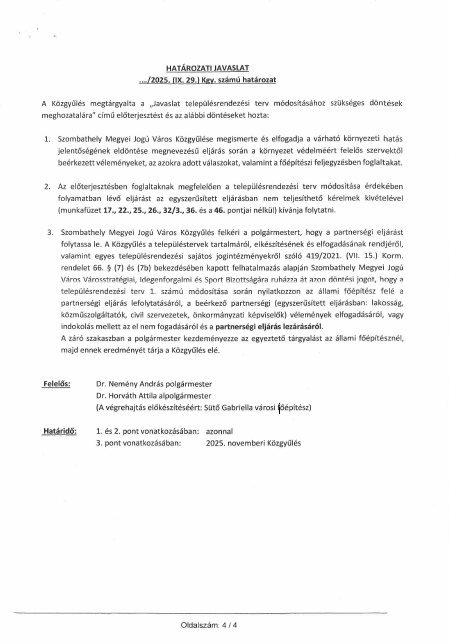 HATÁROZATI JAVASLAT
…./2025. (IX. 29.) Kgy. számú határozat
A Közgyűlés megtárgyalta a „Javaslat településrendezési terv módosításához szükséges döntések
meghozatalára” című előterjesztést és az alábbi döntéseket hozta:
1. Szombathely Megyei Jogú Város Közgyűlése megismerte és elfogadja a várható környezeti hatás
jelentőségének eldöntése megnevezésű eljárás során a környezet védelméért felelős szervektől
beérkezett véleményeket, az azokra adott válaszokat, valamint a főépítészi feljegyzésben foglaltakat.
2. Az előterjesztésben foglaltaknak megfelelően a településrendezési terv módosítása érdekében
folyamatban lévő eljárást az egyszerűsített eljárásban nem teljesíthető kérelmek kivételével
(munkafüzet 17., 22., 25., 26., 32/3., 36. és a 46. pontjai nélkül) kívánja folytatni.
3. Szombathely Megyei Jogú Város Közgyűlés felkéri a polgármestert, hogy a partnerségi eljárást
folytassa le. A Közgyűlés a településtervek tartalmáról, elkészítésének és elfogadásának rendjéről,
valamint egyes településrendezési sajátos jogintézményekről szóló 419/2021. (VII. 15.) Korm.
rendelet 66. § (7) és (7b) bekezdésében kapott felhatalmazás alapján Szombathely Megyei Jogú
Város Városstratégiai, Idegenforgalmi és Sport Bizottságára ruházza át azon döntési jogot, hogy a
településrendezési terv 1. számú módosítása során nyilatkozzon az állami főépítész felé a
partnerségi eljárás lefolytatásáról, a beérkező partnerségi (egyszerűsített eljárásban: lakosság,
közműszolgáltatók, civil szervezetek, önkormányzati képviselők) vélemények elfogadásáról, vagy
indokolás mellett az el nem fogadásáról és a partnerségi eljárás lezárásáról.
A záró szakaszban a polgármester kezdeményezze az egyeztető tárgyalást az állami főépítésznél,
majd ennek eredményét tárja a Közgyűlés elé.
Felelős: Dr. Nemény András polgármester
Dr. Horváth Attila alpolgármester
(A végrehajtás előkészítéséért: Sütő Gabriella városi főépítész)
Határidő: 1. és 2. pont vonatkozásában: azonnal
3. pont vonatkozásában: 2025. novemberi Közgyűlés
Oldalszám: 4 / 4